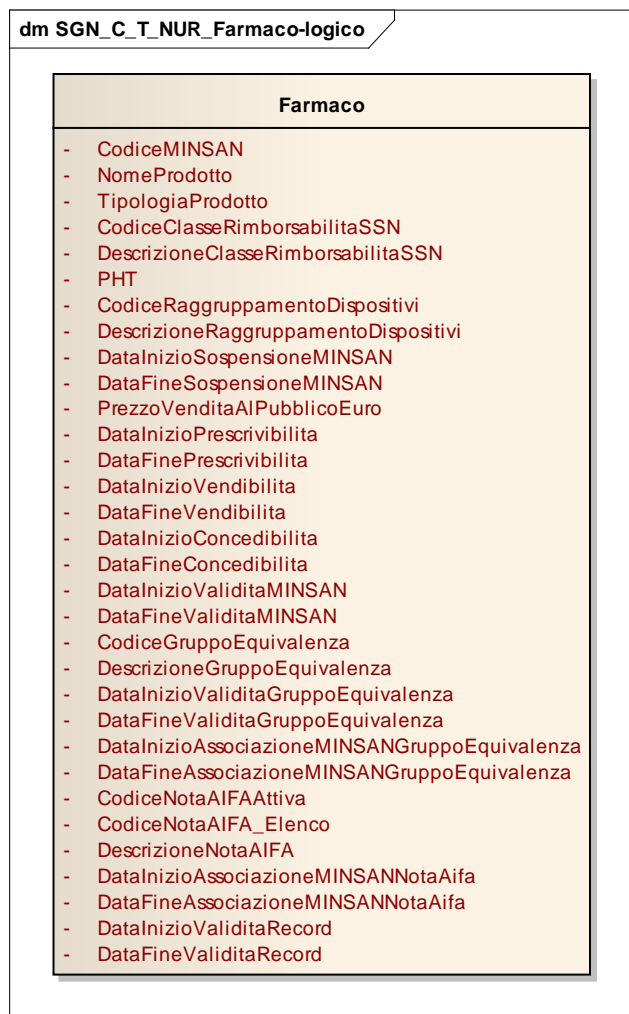 dm SGN_C_T_NUR_Farmaco-logico
Farmaco
- CodiceMINSAN
- NomeProdotto
- TipologiaProdotto
- CodiceClasseRimborsabilitaSSN
- DescrizioneClasseRimborsabilitaSSN
- PHT
- CodiceRaggruppamentoDispositivi
- DescrizioneRaggruppamentoDispositivi
- DataInizioSospensioneMINSAN
- DataFineSospensioneMINSAN
- PrezzoVenditaAlPubblicoEuro
- DataInizioPrescrivibilita
- DataFinePrescrivibilita
- DataInizioVendibilita
- DataFineVendibilita
- DataInizioConcedibilita
- DataFineConcedibilita
- DataInizioValiditaMINSAN
- DataFineValiditaMINSAN
- CodiceGruppoEquivalenza
- DescrizioneGruppoEquivalenza
- DataInizioValiditaGruppoEquivalenza
- DataFineValiditaGruppoEquivalenza
- DataInizioAssociazioneMINSANGruppoEquivalenza
- DataFineAssociazioneMINSANGruppoEquivalenza
- CodiceNotaAIFAAttiva
- CodiceNotaAIFA_Elenco
- DescrizioneNotaAIFA
- DataInizioAssociazioneMINSANNotaAifa
- DataFineAssociazioneMINSANNotaAifa
- DataInizioValiditaRecord
- DataFineValiditaRecord